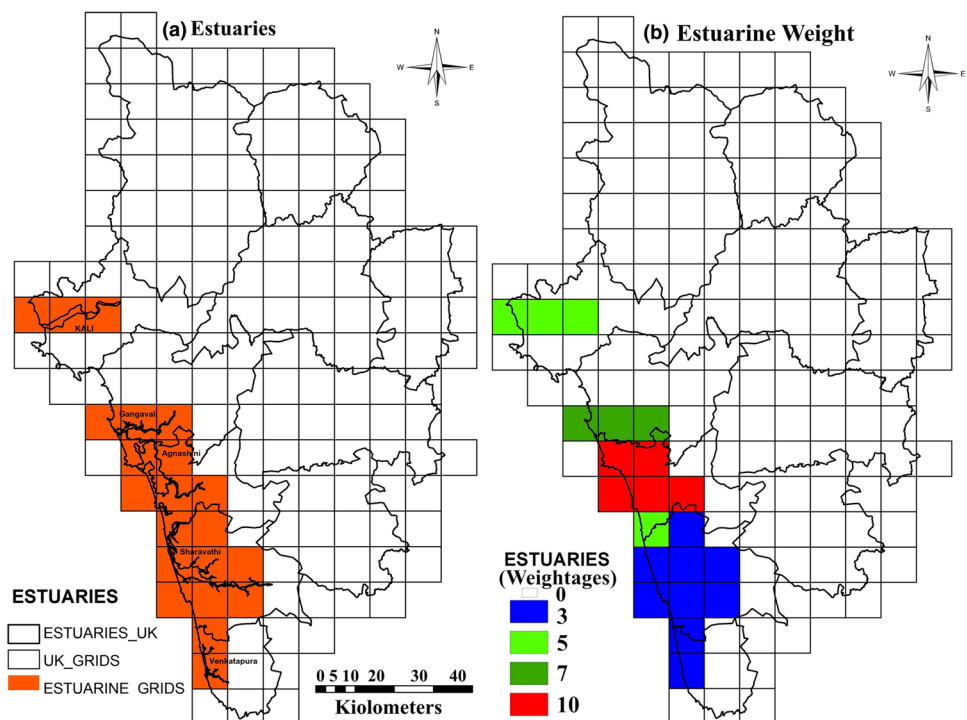 (a) Estuaries
N
W E
S
KALI
Gangavali
Agnashini
Sharavathi
Venkatapura
ESTUARIES
ESTUARIES_UK
UK_GRIDS
ESTUARINE GRIDS
0 5 10 20 30 40
Kiolometers
(b) Estuarine Weight
N
W E
S
ESTUARIES
(Weightages)
0
3
5
7
10